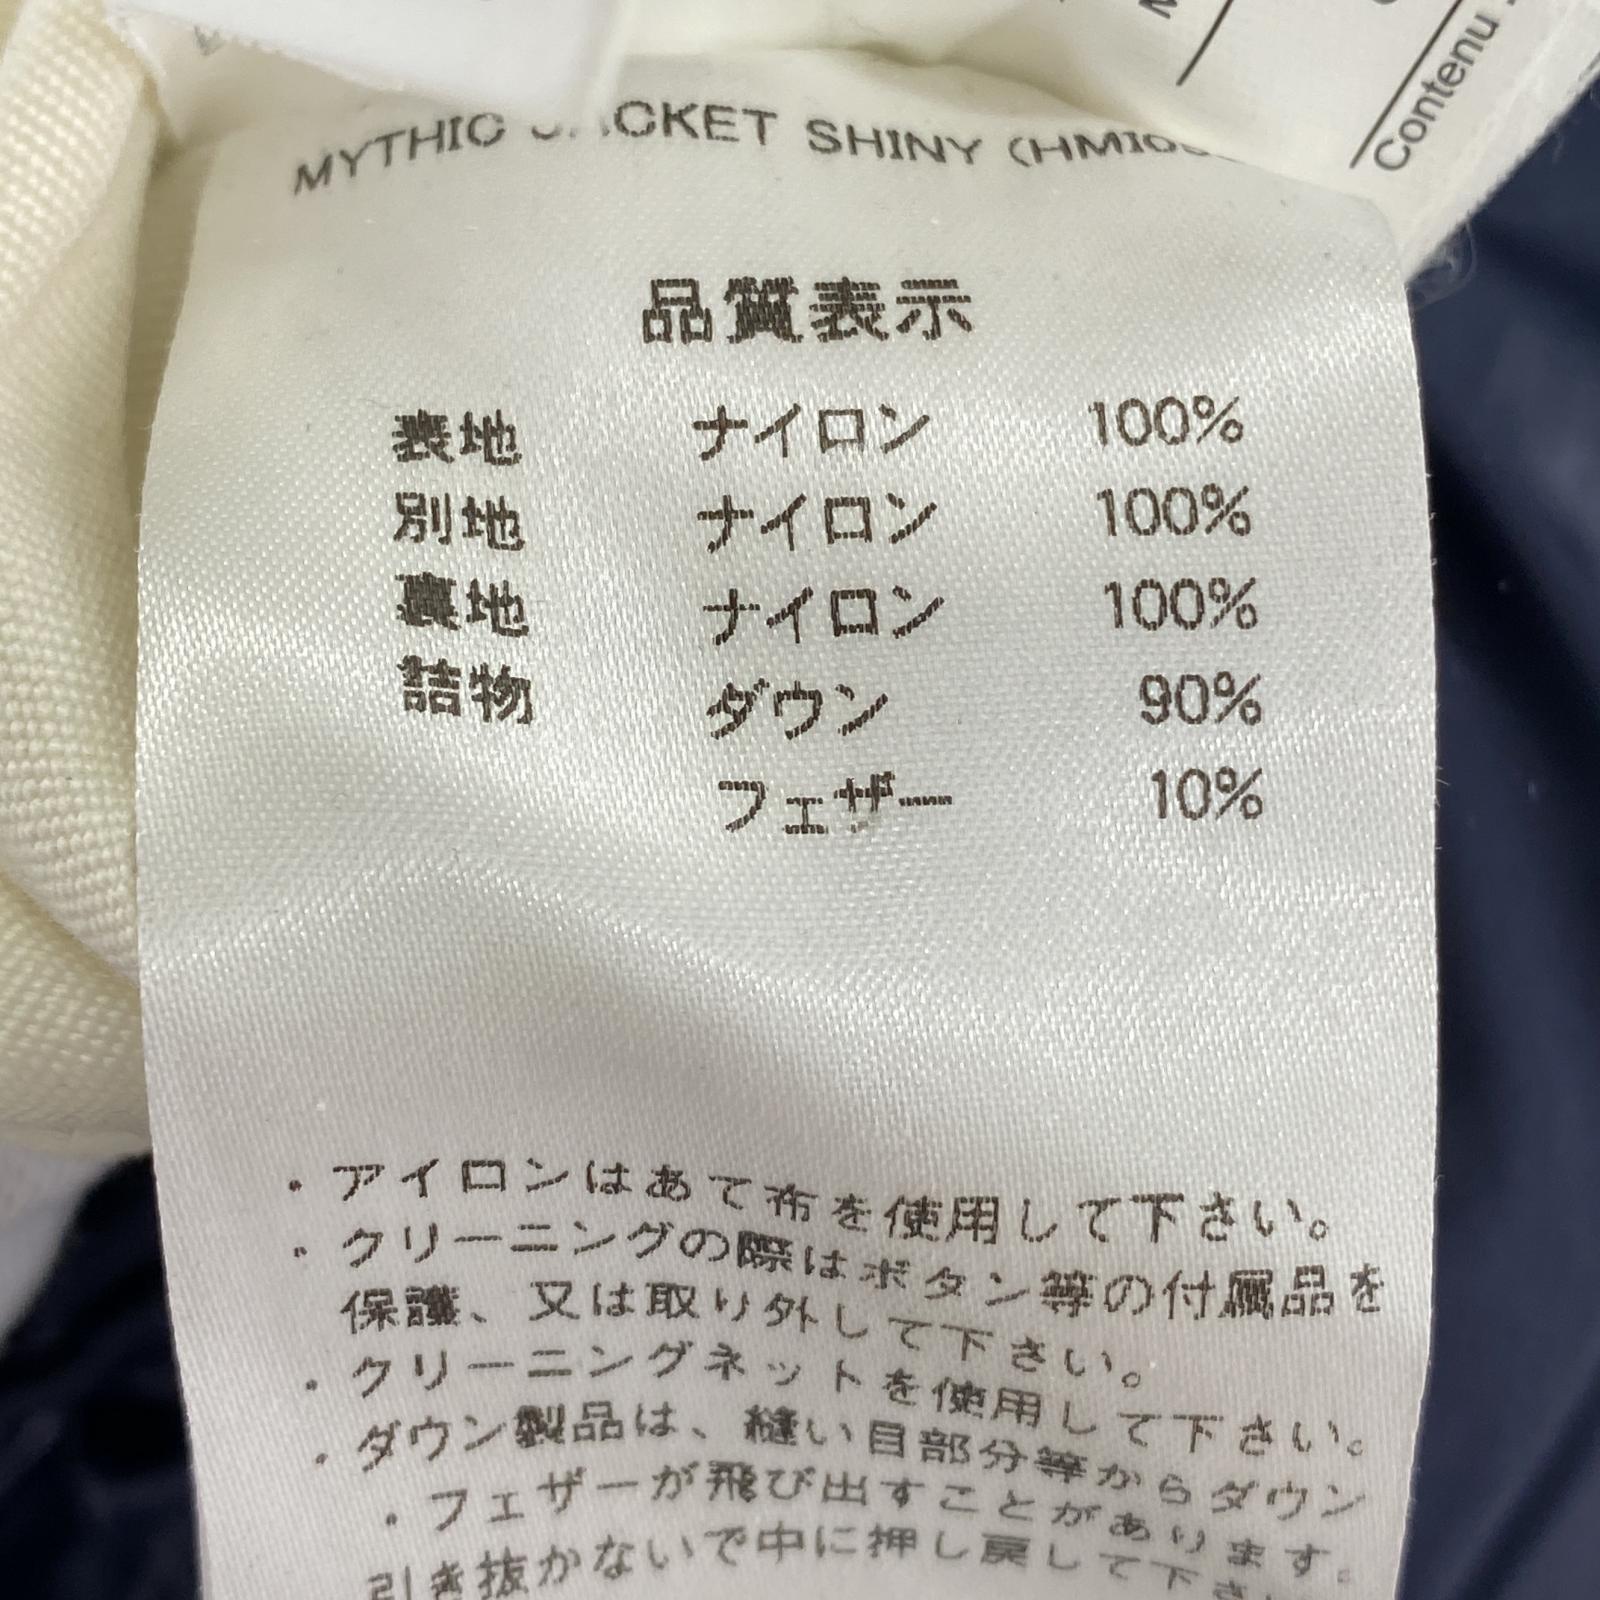 Contenu
MYTHIC JACKET SHINY
品質表示
表地 ナイロン 100%
別地 ナイロン 100%
裏地 ナイロン 100%
詰物 ダウン 90%
フェザー 10%
・アイロンはあて布を使用して下さい。
・クリーニングの際はボタン等の付属品を
保護、又は取り外して下さい。
・クリーニングネットを使用して下さい。
・ダウン製品は、縫い目部分等からダウン
・フェザーが飛び出すことがあります。
引き抜かないで中に押し戻して下さ